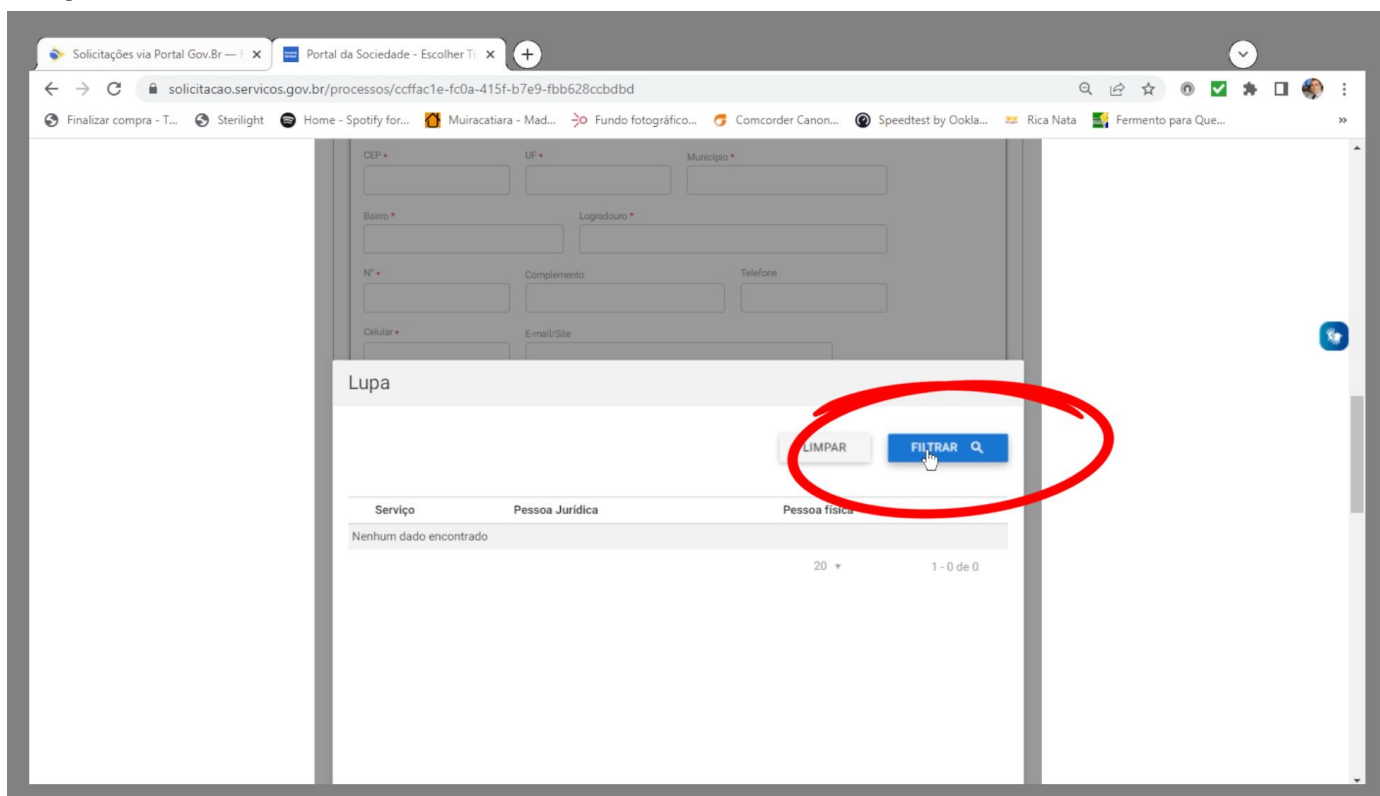 Solicitações via Portal Gov.Br —
Portal da Sociedade - Escolher Ti
solicitacao.servicos.gov.br/processos/ccffac1e-fc0a-415f-b7e9-fbb628ccbdbd
Finalizar compra - T... Sterilight Home - Spotify for... Muiracatiara - Mad... Fundo fotográfico... Comcorder Canon... Speedtest by Ookla... Rica Nata Fermento para Que... »
CEP * UF * Município *
Bairro * Logradouro *
N° * Complemento Telefone
Celular * E-mail/Site
Lupa
LIMPAR FILTRAR
Serviço Pessoa Jurídica Pessoa física
Nenhum dado encontrado
20 1 - 0 de 0